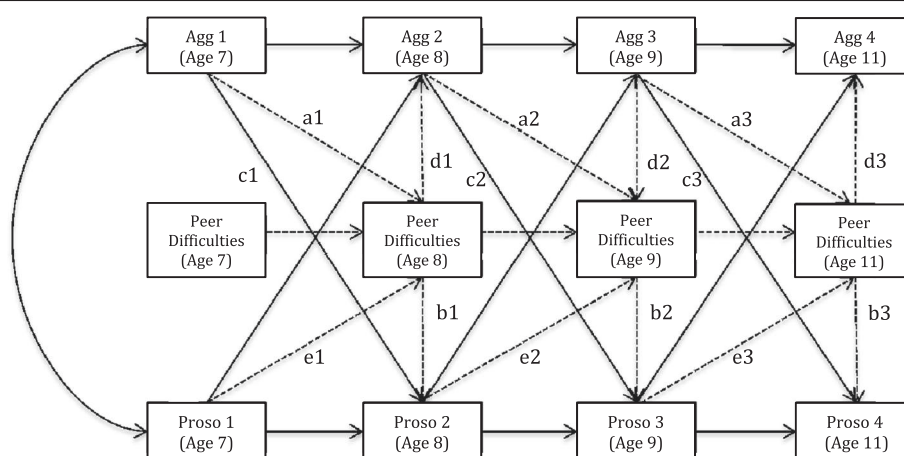 Agg 1
(Age 7)
Agg 2
(Age 8)
Agg 3
(Age 9)
Agg 4
(Age 11)
a1
a2
a3
c1
d1
c2
d2
c3
d3
Peer
Difficulties
(Age 7)
Peer
Difficulties
(Age 8)
Peer
Difficulties
(Age 9)
Peer
Difficulties
(Age 11)
e1
b1
e2
b2
e3
b3
Proso 1
(Age 7)
Proso 2
(Age 8)
Proso 3
(Age 9)
Proso 4
(Age 11)